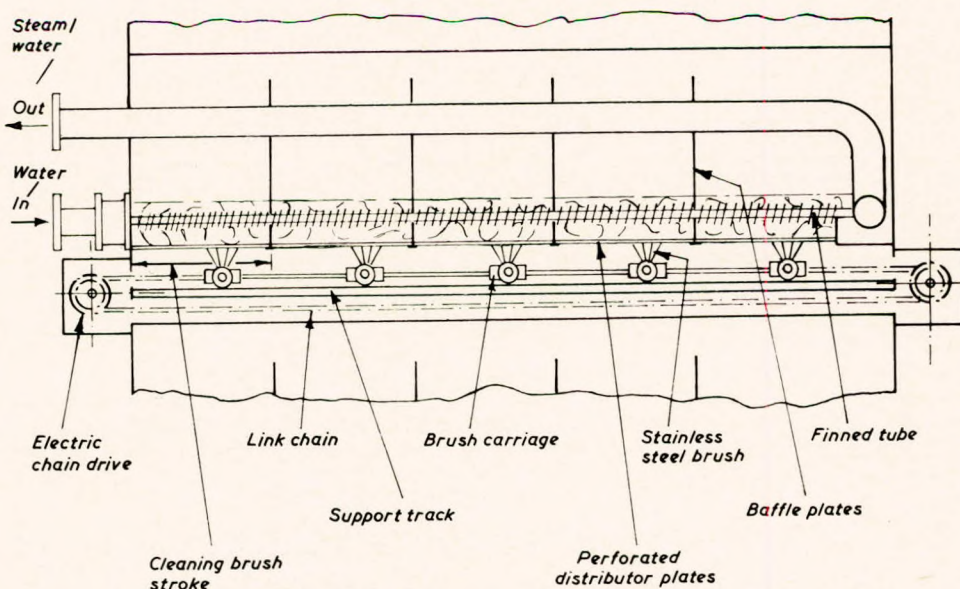 Steam/
water
Out
Water
In
Electric
chain drive
Link chain
Brush carriage
Stainless
steel brush
Finned tube
Support track
Baffle plates
Cleaning brush
stroke
Perforated
distributor plates